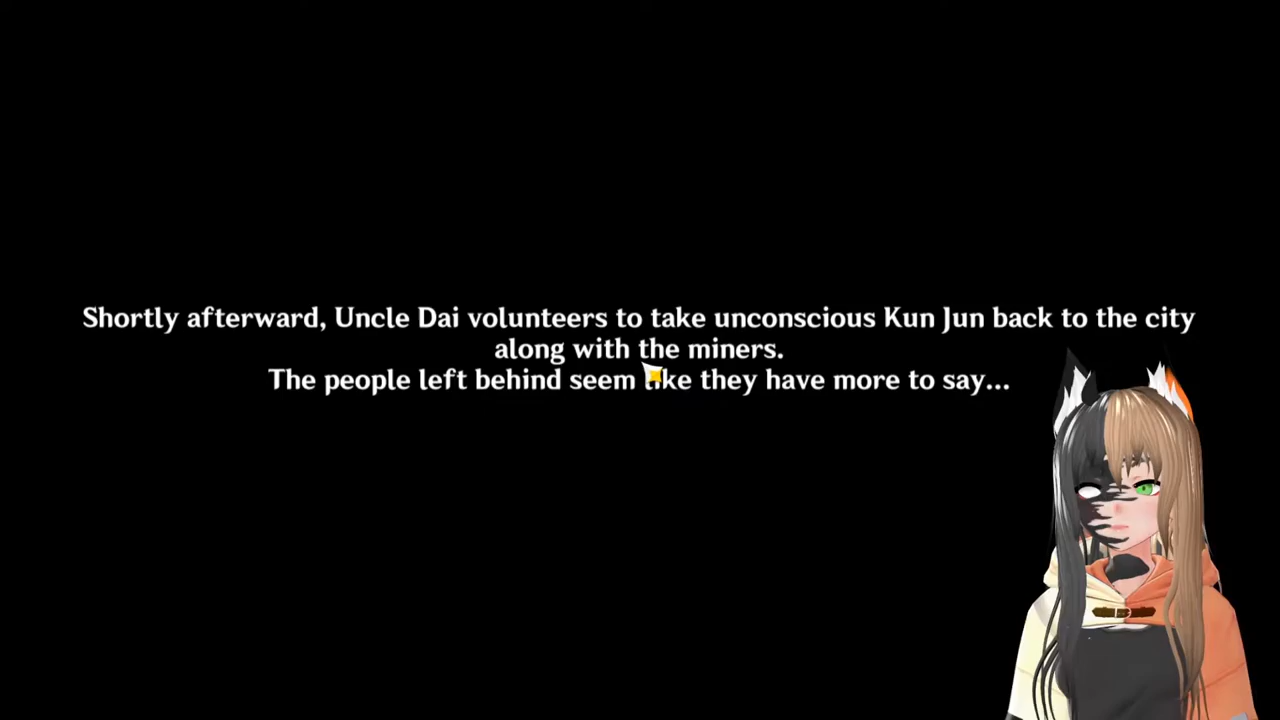 Shortly afterward, Uncle Dai volunteers to take unconscious Kun Jun back to the city
along with the miners.
The people left behind seem like they have more to say...